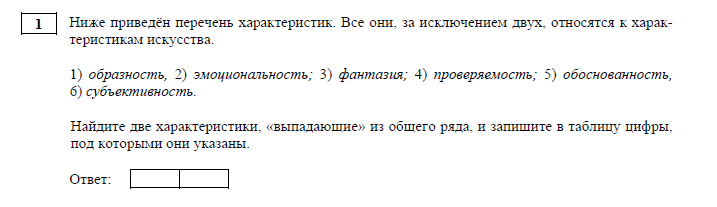 1
Ниже приведён перечень характеристик. Все они, за исключением двух, относятся к харак-
теристикам искусства.
1) образность, 2) эмоциональность; 3) фантазия; 4) проверяемость; 5) обоснованность,
6) субъективность.
Найдите две характеристики, «выпадающие» из общего ряда, и запишите в таблицу цифры,
под которыми они указаны.
Ответ: